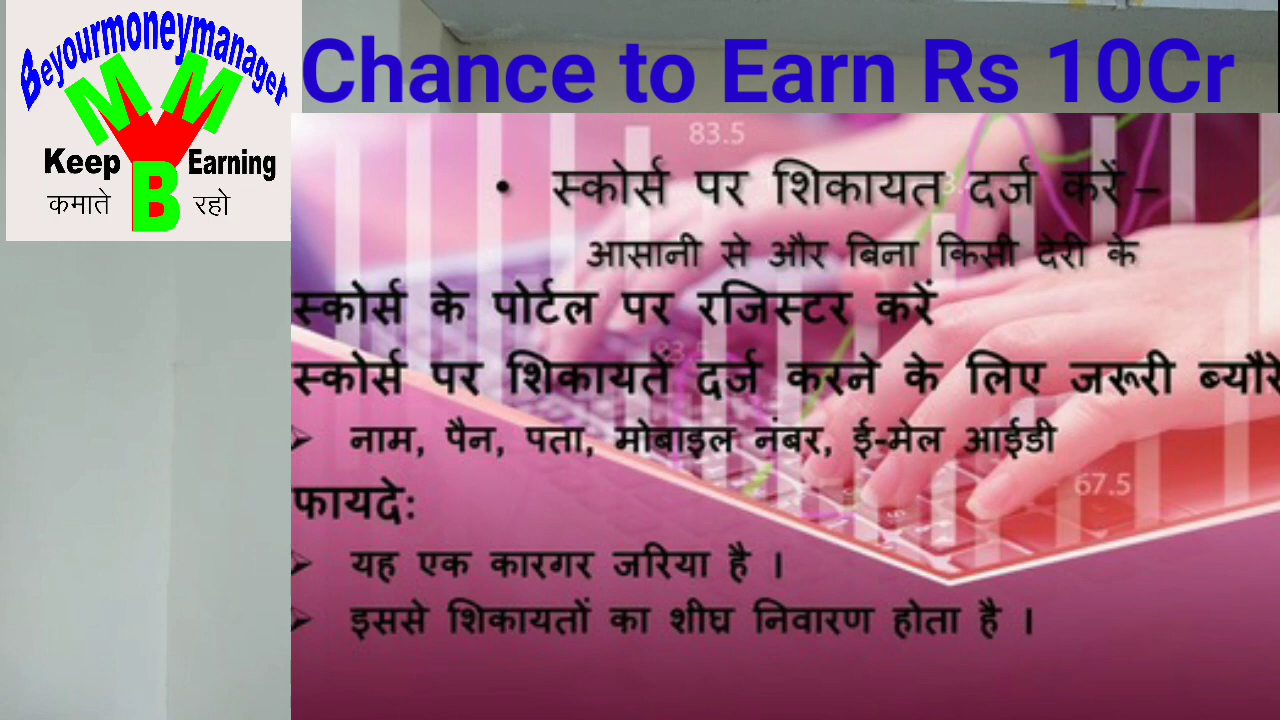 Beyourmoneymanager
MM
B
Keep Earning
कमाते रहो
Chance to Earn Rs 10Cr
83.5
• स्कोर्स पर शिकायत दर्ज करें –
आसानी से और बिना किसी देरी के
स्कोर्स के पोर्टल पर रजिस्टर करें
स्कोर्स पर शिकायतें दर्ज करने के लिए जरूरी ब्यौरे
➢ नाम, पैन, पता, मोबाइल नंबर, ई-मेल आईडी
67.5
फायदे:
➢ यह एक कारगर जरिया है ।
➢ इससे शिकायतों का शीघ्र निवारण होता है ।